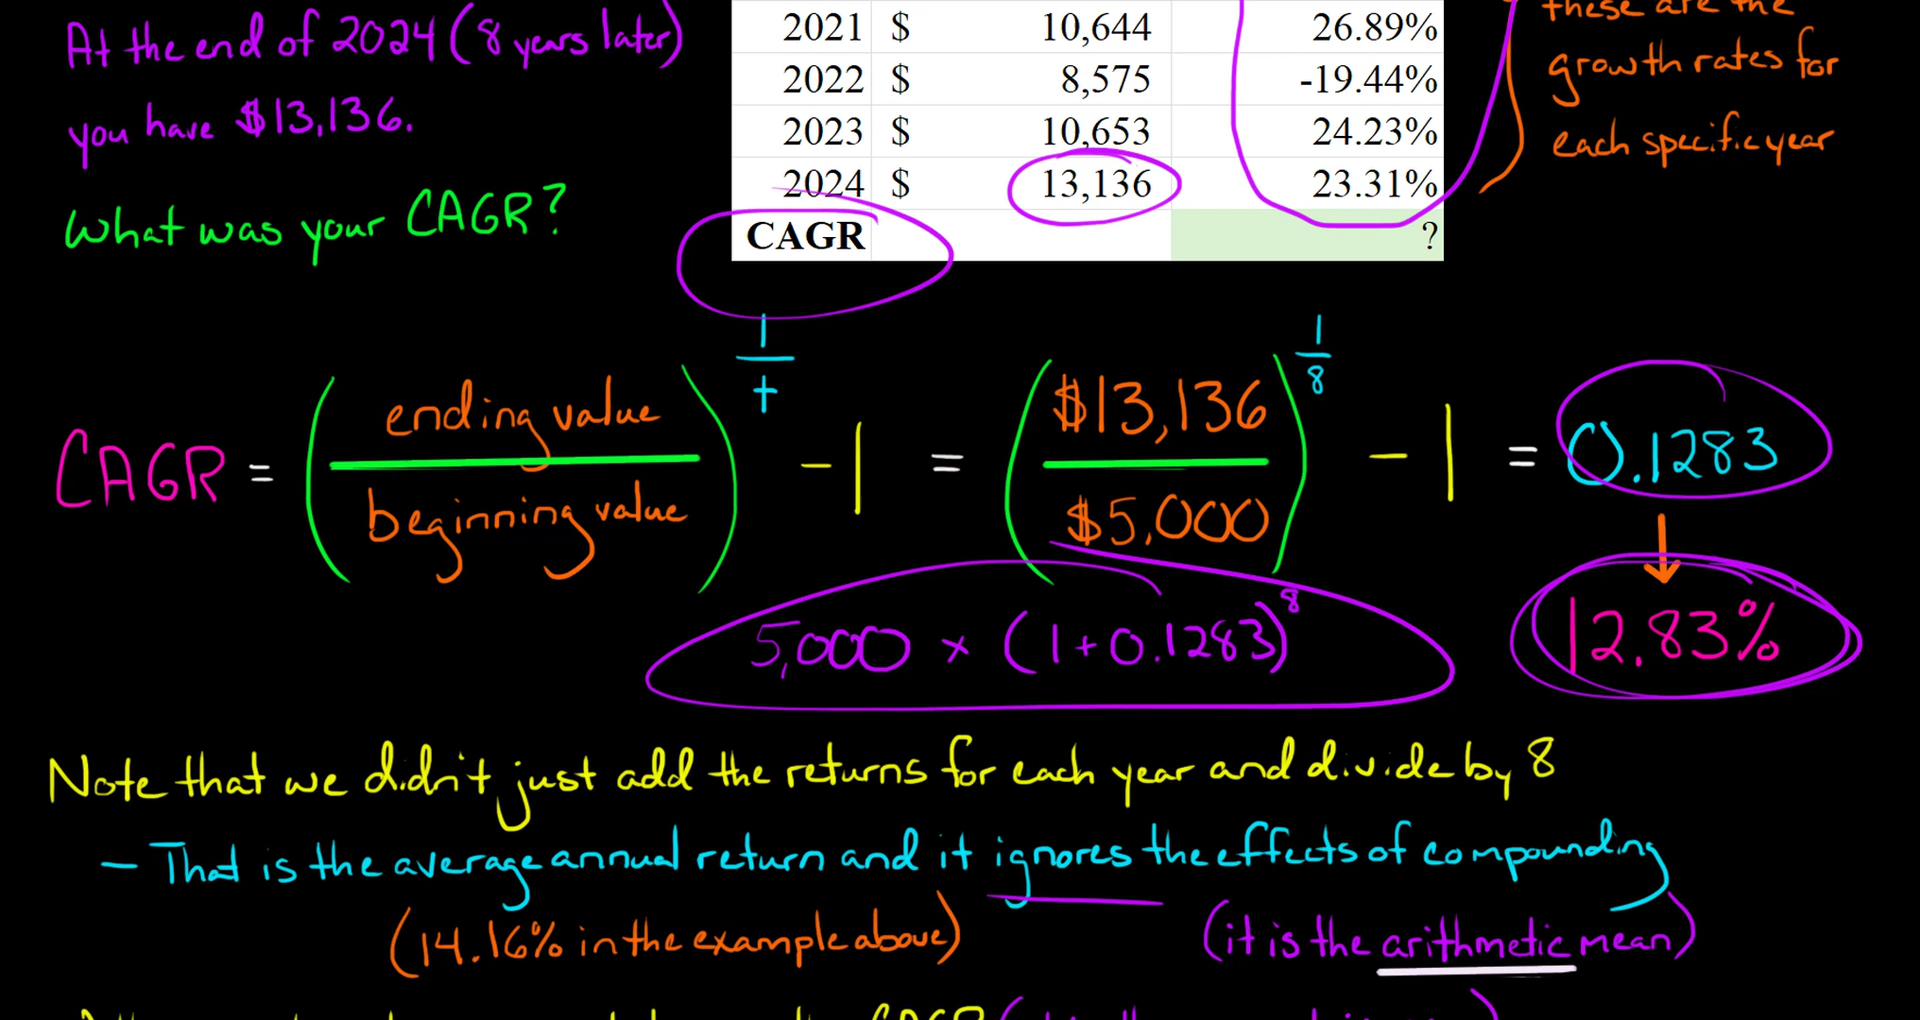 At the end of 2024 (8 years later)
you have $13,136.
What was your CAGR?
2021 $ 10,644 26.89%
2022 $ 8,575 -19.44%
2023 $ 10,653 24.23%
2024 $ 13,136 23.31%
CAGR ?
these are the
growth rates for
each specific year
CAGR = (ending value / beginning value)^(1/t) - 1 = ($13,136 / $5,000)^(1/8) - 1 = 0.1283
12.83%
5,000 × (1+0.1283)^8
Note that we didn't just add the returns for each year and divide by 8
- That is the average annual return and it ignores the effects of compounding
(14.16% in the example above) (it is the arithmetic mean)
CAGR